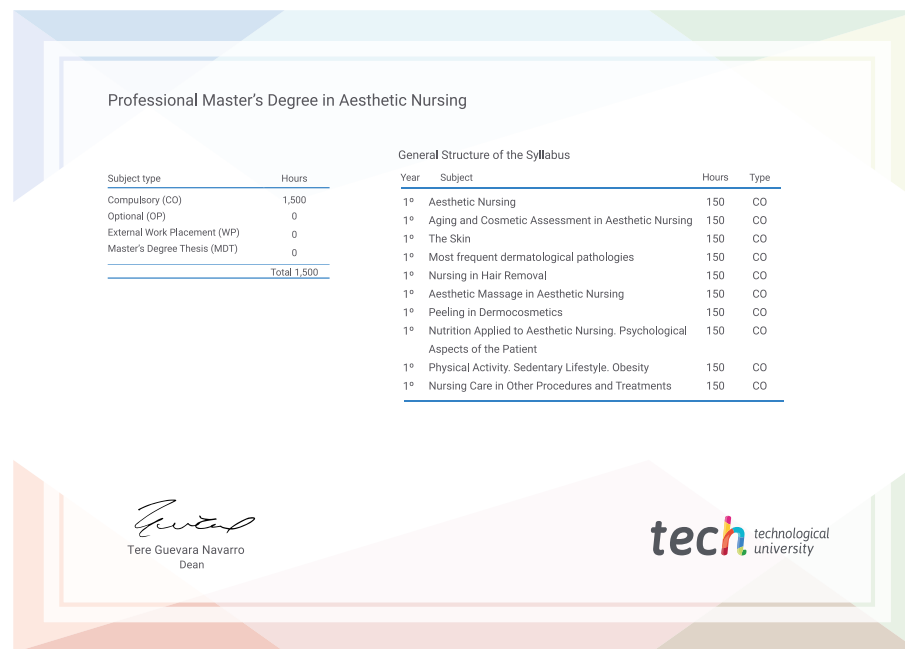 Professional Master's Degree in Aesthetic Nursing
Subject type Hours
Compulsory (CO) 1,500
Optional (OP) 0
External Work Placement (WP) 0
Master's Degree Thesis (MDT) 0
Total 1,500
General Structure of the Syllabus
Year Subject Hours Type
1º Aesthetic Nursing 150 CO
1º Aging and Cosmetic Assessment in Aesthetic Nursing 150 CO
1º The Skin 150 CO
1º Most frequent dermatological pathologies 150 CO
1º Nursing in Hair Removal 150 CO
1º Aesthetic Massage in Aesthetic Nursing 150 CO
1º Peeling in Dermocosmetics 150 CO
1º Nutrition Applied to Aesthetic Nursing. Psychological 150 CO
Aspects of the Patient
1º Physical Activity. Sedentary Lifestyle. Obesity 150 CO
1º Nursing Care in Other Procedures and Treatments 150 CO
Tere Guevara Navarro
Dean
tech technological
university